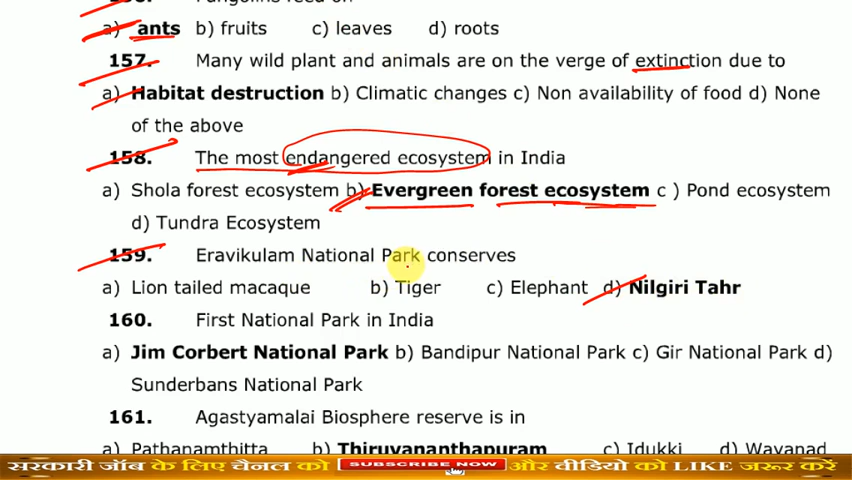 a) ants b) fruits c) leaves d) roots
157. Many wild plant and animals are on the verge of extinction due to
a) Habitat destruction b) Climatic changes c) Non availability of food d) None
of the above
158. The most endangered ecosystem in India
a) Shola forest ecosystem b) Evergreen forest ecosystem c ) Pond ecosystem
d) Tundra Ecosystem
159. Eravikulam National Park conserves
a) Lion tailed macaque b) Tiger c) Elephant d) Nilgiri Tahr
160. First National Park in India
a) Jim Corbert National Park b) Bandipur National Park c) Gir National Park d)
Sunderbans National Park
161. Agastyamalai Biosphere reserve is in
a) Pathanamthitta b) Thiruvananthapuram c) Idukki d) Wayanad
सरकारी जॉब के लिए चैनल को SUBSCRIBE NOW और वीडियो को LIKE जरूर करे